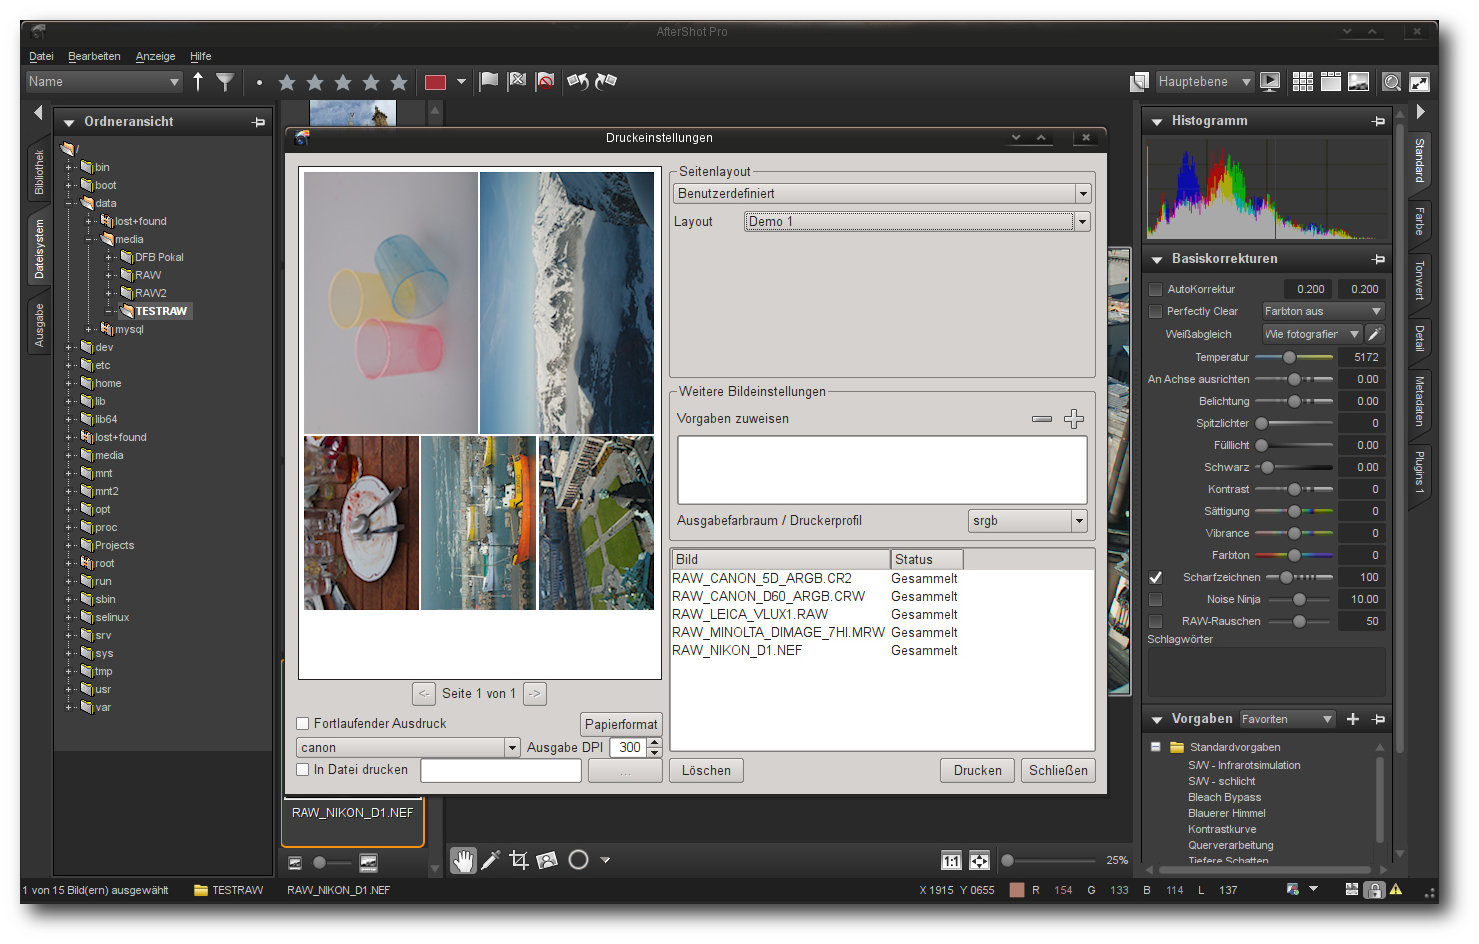 AfterShot Pro
Datei Bearbeiten Anzeige Hilfe
Name
Hauptebene
Bibliothek
Dateisystem
Ausgabe
Ordneransicht
/
bin
boot
data
lost+found
media
DFB Pokal
RAW
RAW2
TESTRAW
mysql
dev
etc
home
lib
lib64
lost+found
media
mnt
mnt2
opt
proc
Projects
root
run
sbin
selinux
srv
sys
tmp
usr
var
Druckeinstellungen
<- Seite 1 von 1 ->
Fortlaufender Ausdruck Papierformat
canon Ausgabe DPI 300
In Datei drucken ...
Seitenlayout
Benutzerdefiniert
Layout Demo 1
Weitere Bildeinstellungen
Vorgaben zuweisen
Ausgabefarbraum / Druckerprofil srgb
Bild Status
RAW_CANON_5D_ARGB.CR2 Gesammelt
RAW_CANON_D60_ARGB.CRW Gesammelt
RAW_LEICA_VLUX1.RAW Gesammelt
RAW_MINOLTA_DIMAGE_7HI.MRW Gesammelt
RAW_NIKON_D1.NEF Gesammelt
Löschen Drucken Schließen
RAW_NIKON_D1.NEF
1:1 25%
Histogramm
Basiskorrekturen
AutoKorrektur 0.200 0.200
Perfectly Clear Farbton aus
Weißabgleich Wie fotografier
Temperatur 5172
An Achse ausrichten 0.00
Belichtung 0.00
Spitzlichter 0
Fülllicht 0.00
Schwarz 0.00
Kontrast 0
Sättigung 0
Vibrance 0
Farbton 0
Scharfzeichnen 100
Noise Ninja 10.00
RAW-Rauschen 50
Schlagwörter
Vorgaben Favoriten
Standardvorgaben
S/W - Infrarotsimulation
S/W - schlicht
Bleach Bypass
Blauerer Himmel
Kontrastkurve
Querverarbeitung
Tiefere Schatten
Standard
Farbe
Tonwert
Detail
Metadaten
Plugins 1
1 von 15 Bild(ern) ausgewählt TESTRAW RAW_NIKON_D1.NEF X 1915 Y 0655 R 154 G 133 B 114 L 137